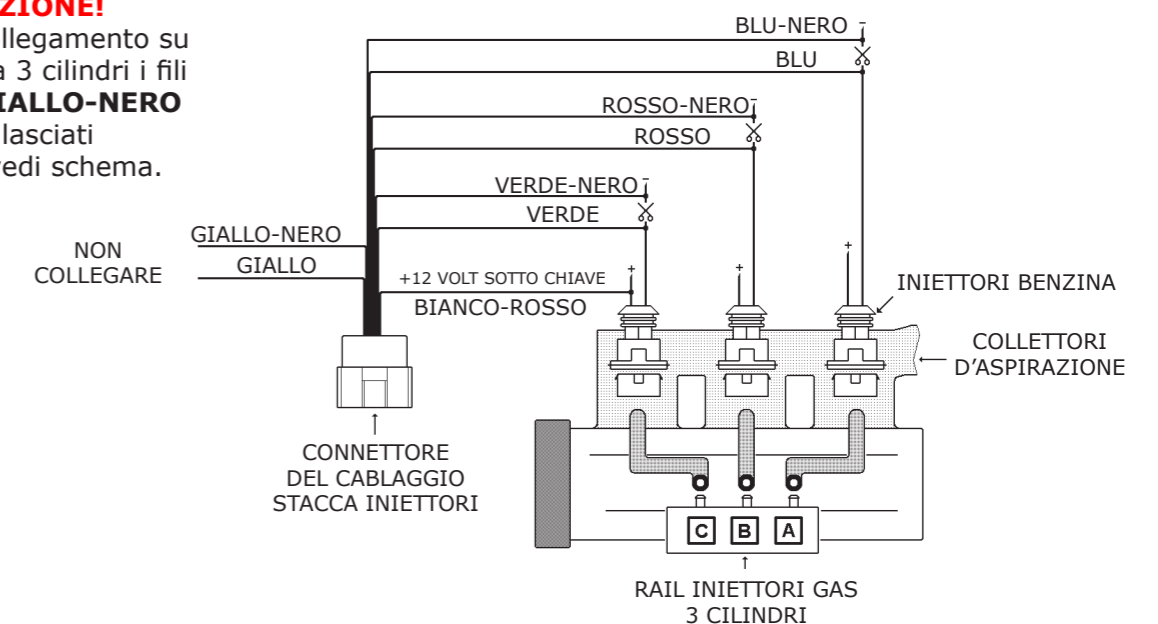 ZIONE!
llegamento su
a 3 cilindri i fili
IALLO-NERO
lasciati
edi schema.
BLU-NERO -
BLU
ROSSO-NERO -
ROSSO
VERDE-NERO -
VERDE
GIALLO-NERO
GIALLO
NON
COLLEGARE
+12 VOLT SOTTO CHIAVE
BIANCO-ROSSO
+ + +
INIETTORI BENZINA
COLLETTORI
D'ASPIRAZIONE
CONNETTORE
DEL CABLAGGIO
STACCA INIETTORI
C B A
RAIL INIETTORI GAS
3 CILINDRI